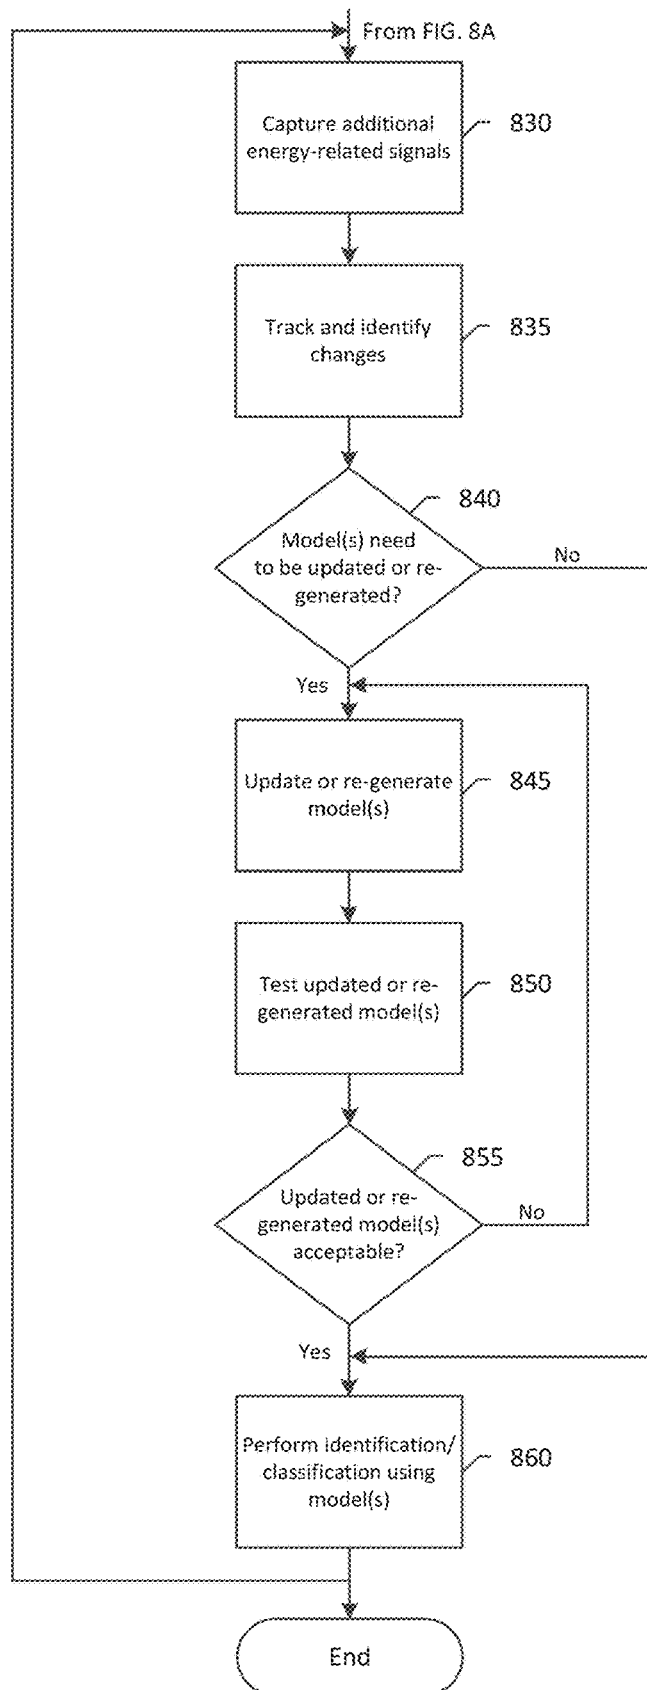 From FIG. 8A
Capture additional
energy-related signals
830
Track and identify
changes
835
840
Model(s) need
to be updated or re-
generated?
No
Yes
Update or re-generate
model(s)
845
Test updated or re-
generated model(s)
850
855
Updated or re-
generated model(s)
acceptable?
No
Yes
Perform identification/
classification using
model(s)
860
End